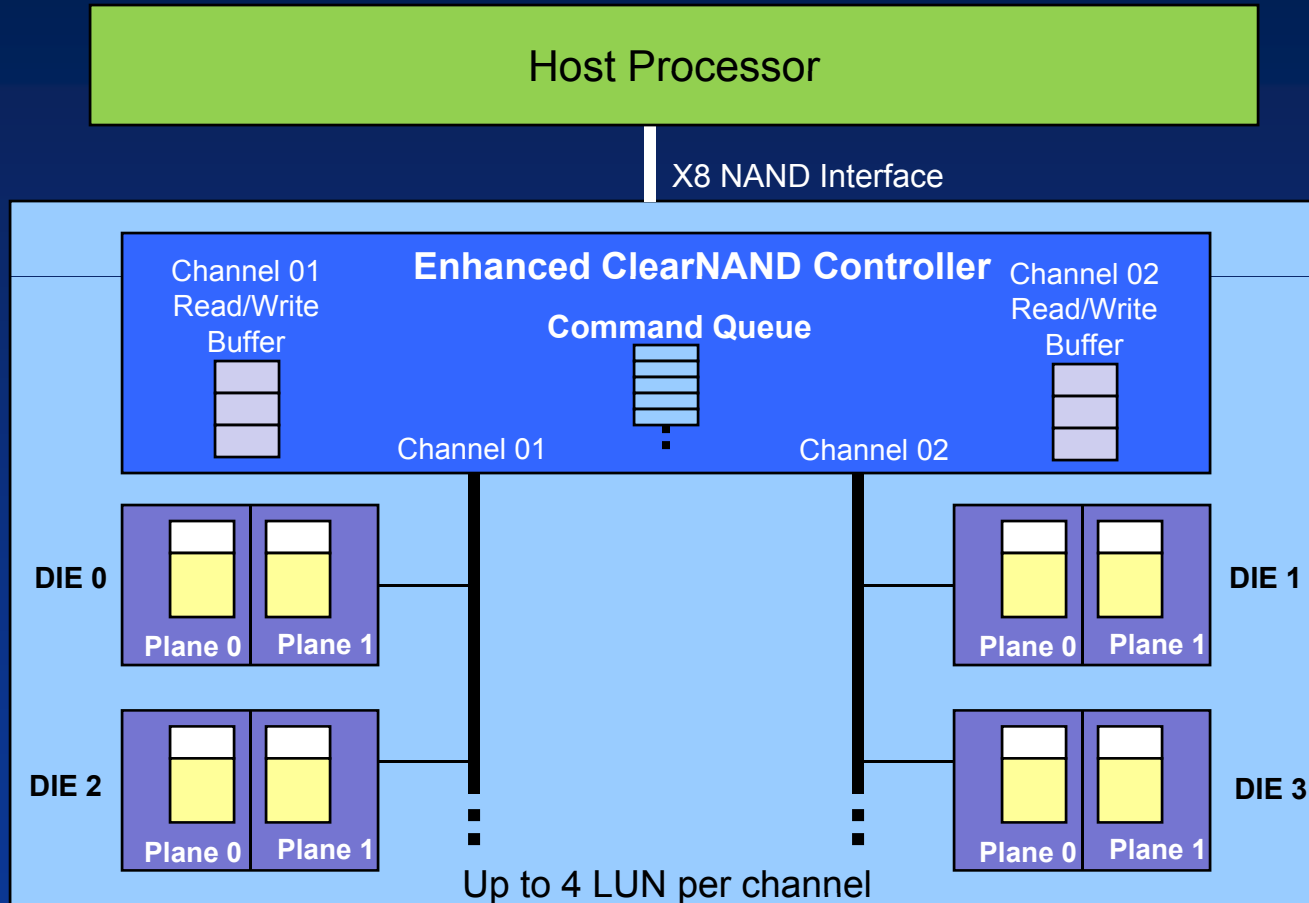 Host Processor
X8 NAND Interface
Enhanced ClearNAND Controller
Channel 01
Read/Write
Buffer
Command Queue
Channel 02
Read/Write
Buffer
Channel 01
Channel 02
DIE 0
Plane 0
Plane 1
DIE 1
Plane 0
Plane 1
DIE 2
Plane 0
Plane 1
DIE 3
Plane 0
Plane 1
Up to 4 LUN per channel